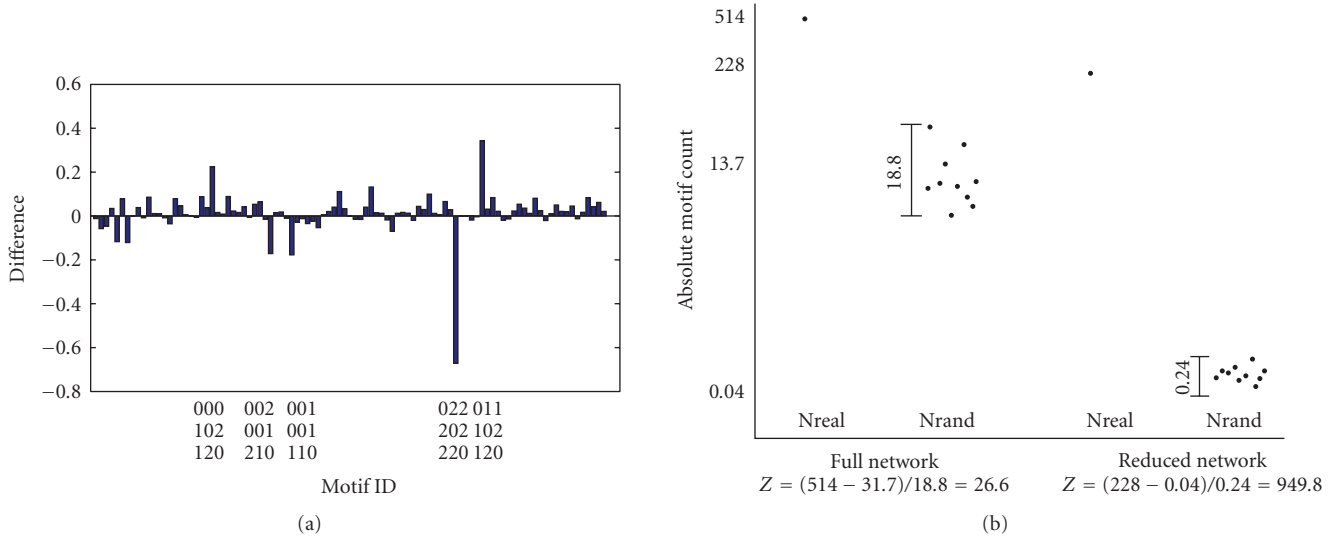 0.6
0.4
0.2
0
−0.2
−0.4
−0.6
−0.8
Difference
000 002 001 022 011
102 001 001 202 102
120 210 110 220 120
Motif ID
(a)
514
228
13.7
0.04
Absolute motif count
18.8
0.24
Nreal Nrand Nreal Nrand
Full network Reduced network
Z = (514 − 31.7)/18.8 = 26.6 Z = (228 − 0.04)/0.24 = 949.8
(b)